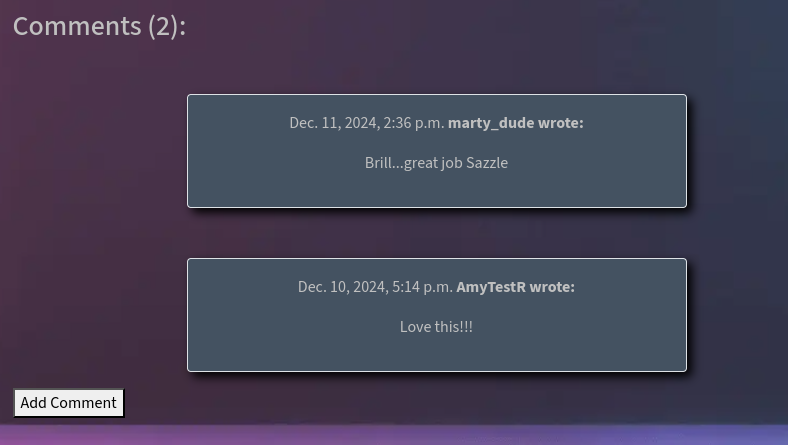 Comments (2):
Dec. 11, 2024, 2:36 p.m. marty_dude wrote:
Brill...great job Sazzle
Dec. 10, 2024, 5:14 p.m. AmyTestR wrote:
Love this!!!
Add Comment